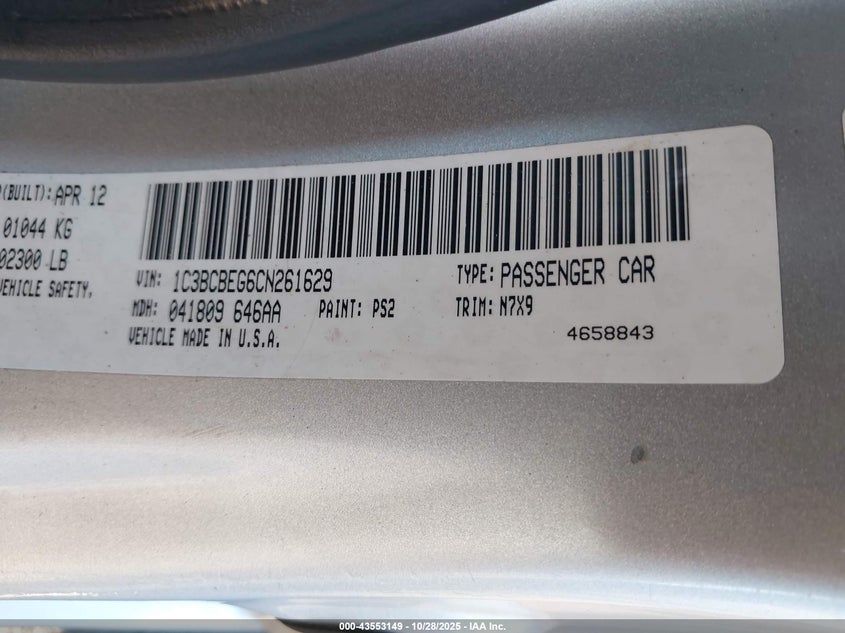 (BUILT): APR 12
01044 KG
02300 LB
VEHICLE SAFETY,
VIN: 1C3BCBEG6CN261629 TYPE: PASSENGER CAR
MDH: 041809 646AA PAINT: PS2 TRIM: N7X9
VEHICLE MADE IN U.S.A. 4658843
000-43553149 - 10/28/2025 - IAA Inc.